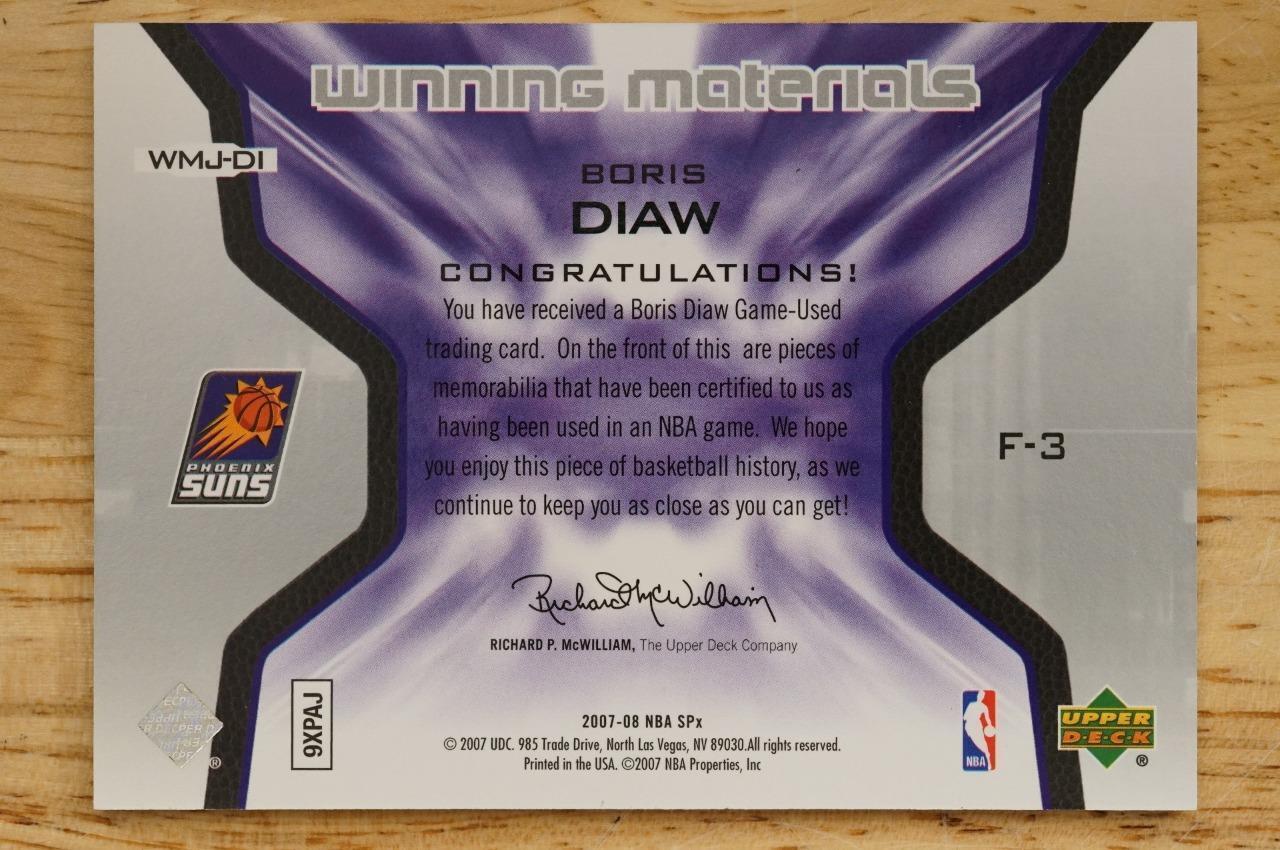 winning materials
WMJ-DI
BORIS
DIAW
CONGRATULATIONS!
You have received a Boris Diaw Game-Used
trading card. On the front of this are pieces of
memorabilia that have been certified to us as
having been used in an NBA game. We hope
you enjoy this piece of basketball history, as we
continue to keep you as close as you can get!
PHOENIX
SUNS
F-3
Richard McWilliam
RICHARD P. McWILLIAM, The Upper Deck Company
9XPAJ
2007-08 NBA SPx
© 2007 UDC. 985 Trade Drive, North Las Vegas, NV 89030.All rights reserved.
Printed in the USA. ©2007 NBA Properties, Inc
®
NBA
UPPER
D·E·C·K
®